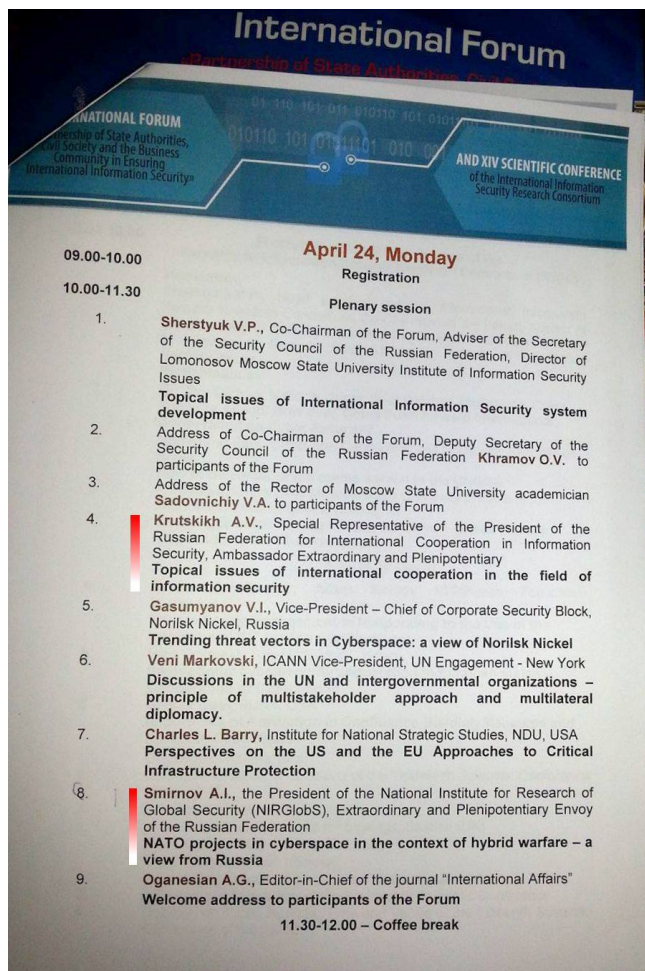 International Forum
«Partnership of State Authorities,
RNATIONAL FORUM
nership of State Authorities,
Civil Society and the Business
Community in Ensuring
International Information Security»
AND XIV SCIENTIFIC CONFERENCE
of the International Information
Security Research Consortium
April 24, Monday
09.00-10.00
Registration
10.00-11.30
Plenary session
1. Sherstyuk V.P., Co-Chairman of the Forum, Adviser of the Secretary
of the Security Council of the Russian Federation, Director of
Lomonosov Moscow State University Institute of Information Security
Issues
Topical issues of International Information Security system
development
2. Address of Co-Chairman of the Forum, Deputy Secretary of the
Security Council of the Russian Federation Khramov O.V. to
participants of the Forum
3. Address of the Rector of Moscow State University academician
Sadovnichiy V.A. to participants of the Forum
4. Krutskikh A.V., Special Representative of the President of the
Russian Federation for International Cooperation in Information
Security, Ambassador Extraordinary and Plenipotentiary
Topical issues of international cooperation in the field of
information security
5. Gasumyanov V.I., Vice-President – Chief of Corporate Security Block,
Norilsk Nickel, Russia
Trending threat vectors in Cyberspace: a view of Norilsk Nickel
6. Veni Markovski, ICANN Vice-President, UN Engagement - New York
Discussions in the UN and intergovernmental organizations –
principle of multistakeholder approach and multilateral
diplomacy.
7. Charles L. Barry, Institute for National Strategic Studies, NDU, USA
Perspectives on the US and the EU Approaches to Critical
Infrastructure Protection
8. Smirnov A.I., the President of the National Institute for Research of
Global Security (NIRGlobS), Extraordinary and Plenipotentiary Envoy
of the Russian Federation
NATO projects in cyberspace in the context of hybrid warfare – a
view from Russia
9. Oganesian A.G., Editor-in-Chief of the journal “International Affairs”
Welcome address to participants of the Forum
11.30-12.00 – Coffee break